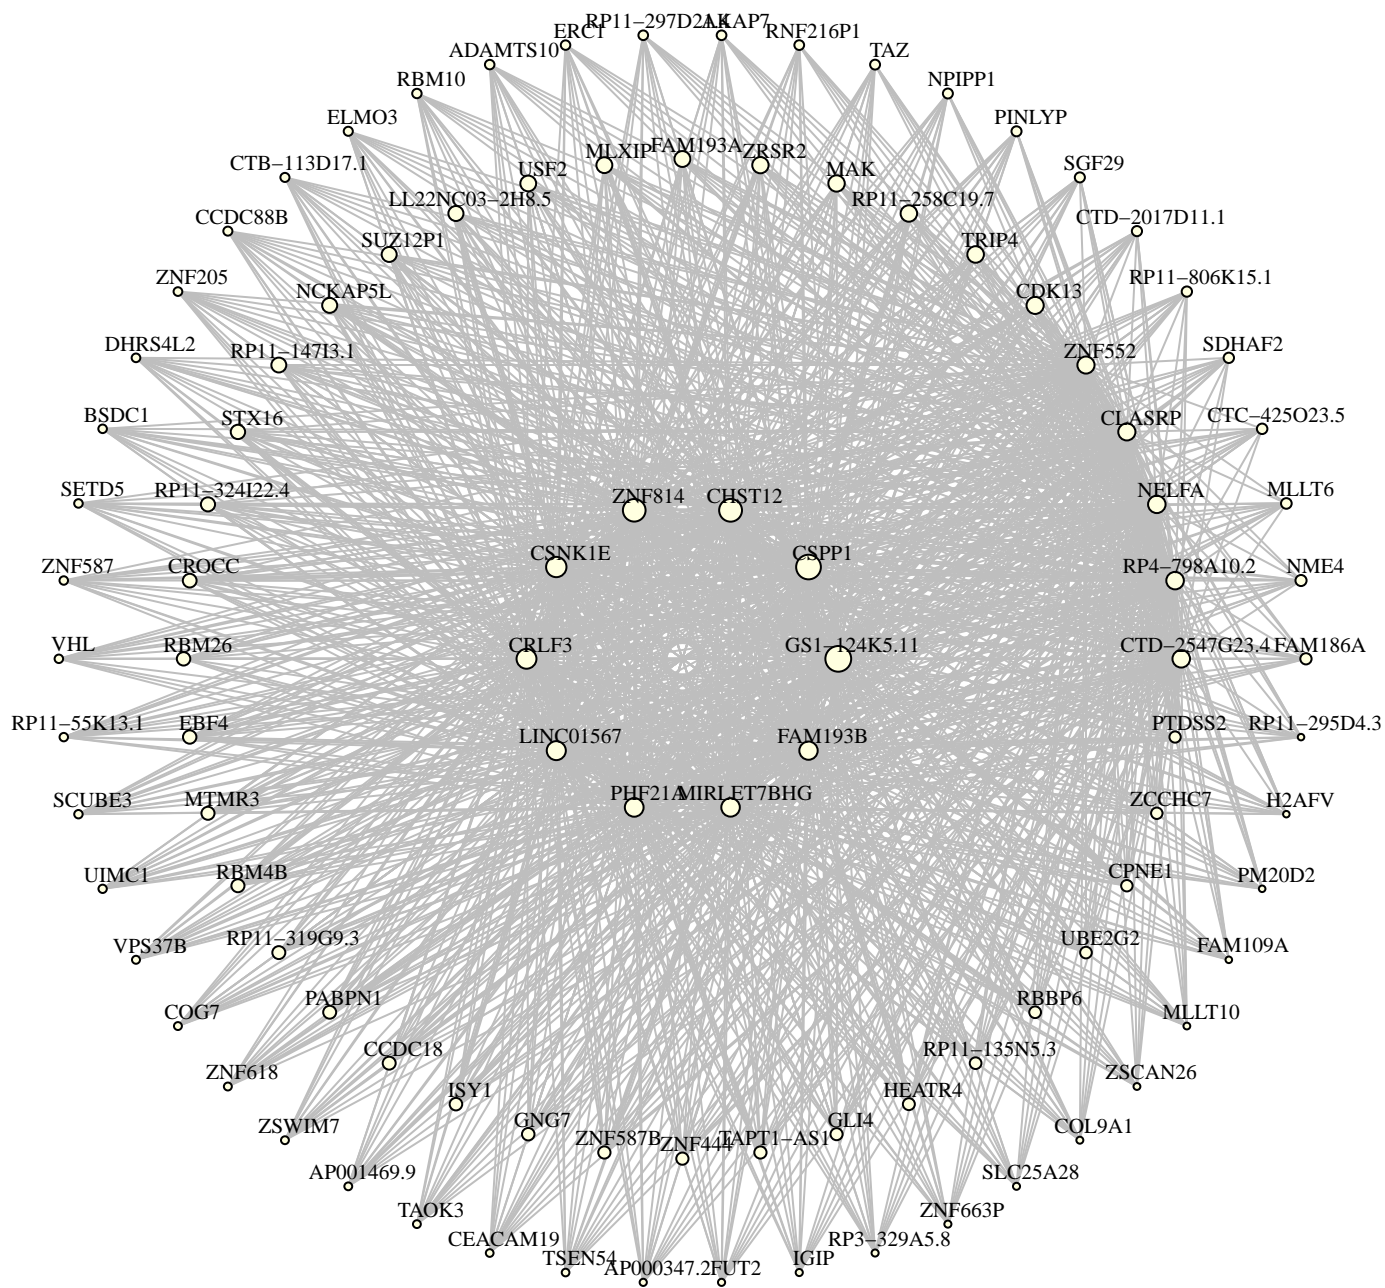 RP11−297D21.4
AKAP7
ERC1
RNF216P1
ADAMTS10
TAZ
RBM10
NPIPP1
ELMO3
PINLYP
FAM193A
MLXIP
ZRSR2
CTB−113D17.1
USF2
MAK
SGF29
LL22NC03−2H8.5
RP11−258C19.7
CCDC88B
CTD−2017D11.1
SUZ12P1
TRIP4
ZNF205
RP11−806K15.1
NCKAP5L
CDK13
DHRS4L2
RP11−147I3.1
ZNF552
SDHAF2
BSDC1
STX16
CLASRP
CTC−425O23.5
SETD5
RP11−324I22.4
ZNF814
CHST12
NELFA
MLLT6
ZNF587
CROCC
CSNK1E
CSPP1
RP4−798A10.2
NME4
VHL
RBM26
CRLF3
GS1−124K5.11
CTD−2547G23.4
FAM186A
RP11−55K13.1
EBF4
LINC01567
FAM193B
PTDSS2
RP11−295D4.3
SCUBE3
MTMR3
PHF21A
MIRLET7BHG
ZCCHC7
H2AFV
UIMC1
RBM4B
CPNE1
PM20D2
VPS37B
RP11−319G9.3
UBE2G2
FAM109A
COG7
PABPN1
RBBP6
MLLT10
ZNF618
CCDC18
RP11−135N5.3
ZSCAN26
ZSWIM7
ISY1
HEATR4
COL9A1
GNG7
ZNF587B
ZNF444
TAPT1−AS1
GLI4
AP001469.9
SLC25A28
TAOK3
ZNF663P
CEACAM19
RP3−329A5.8
TSEN54
AP000347.2
FUT2
IGIP